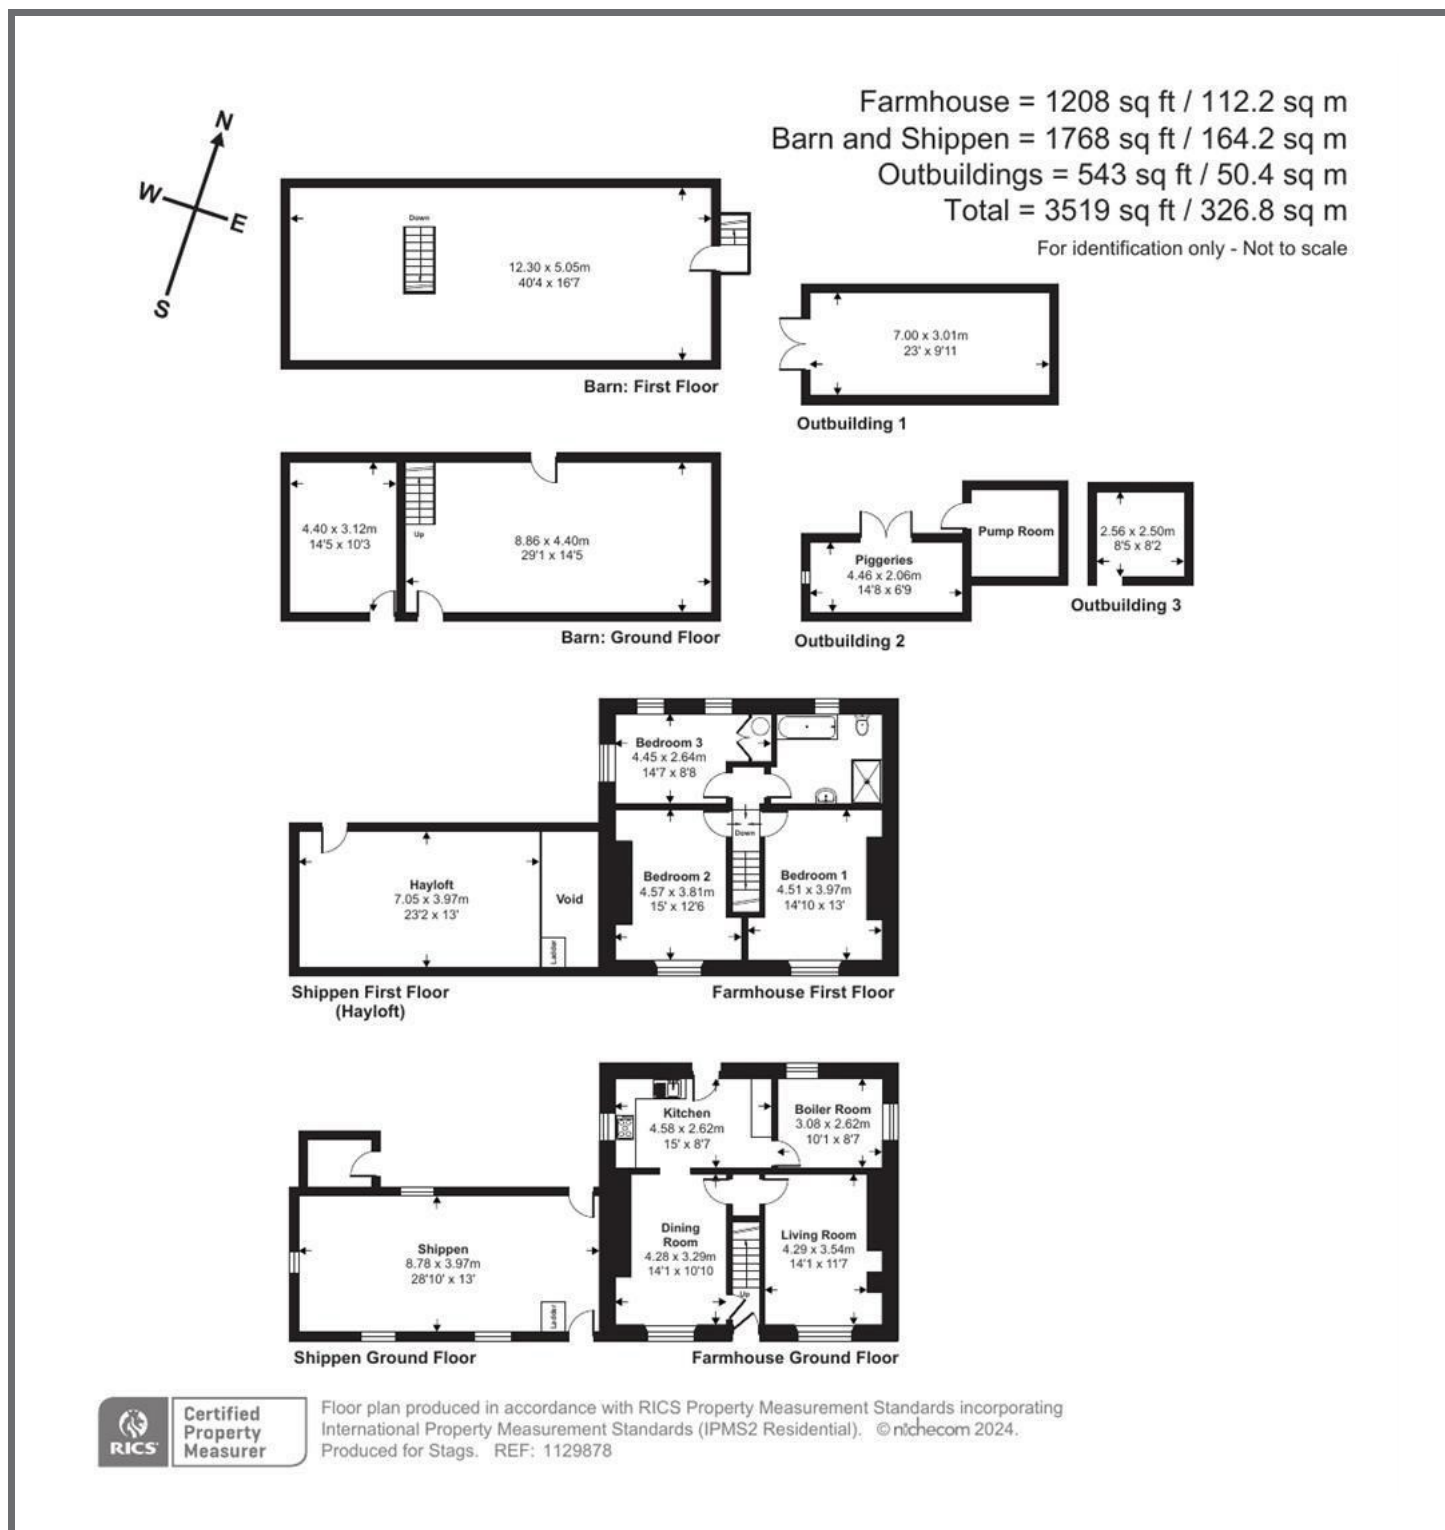 Farmhouse = 1208 sq ft / 112.2 sq m
Barn and Shippen = 1768 sq ft / 164.2 sq m
Outbuildings = 543 sq ft / 50.4 sq m
Total = 3519 sq ft / 326.8 sq m
For identification only - Not to scale
N
W
E
S
Down
12.30 x 5.05m
40'4 x 16'7
Barn: First Floor
7.00 x 3.01m
23' x 9'11
Outbuilding 1
4.40 x 3.12m
14'5 x 10'3
Up
8.86 x 4.40m
29'1 x 14'5
Barn: Ground Floor
Piggeries
4.46 x 2.06m
14'8 x 6'9
Pump Room
Outbuilding 2
2.56 x 2.50m
8'5 x 8'2
Outbuilding 3
Bedroom 3
4.45 x 2.64m
14'7 x 8'8
Down
Hayloft
7.05 x 3.97m
23'2 x 13'
Void
Ladder
Bedroom 2
4.57 x 3.81m
15' x 12'6
Bedroom 1
4.51 x 3.97m
14'10 x 13'
Shippen First Floor
(Hayloft)
Farmhouse First Floor
Kitchen
4.58 x 2.62m
15' x 8'7
Boiler Room
3.08 x 2.62m
10'1 x 8'7
Shippen
8.78 x 3.97m
28'10' x 13'
Ladder
Dining
Room
4.28 x 3.29m
14'1 x 10'10
Up
Living Room
4.29 x 3.54m
14'1 x 11'7
Shippen Ground Floor
Farmhouse Ground Floor
RICS
Certified
Property
Measurer
Floor plan produced in accordance with RICS Property Measurement Standards incorporating
International Property Measurement Standards (IPMS2 Residential). © nichecom 2024.
Produced for Stags. REF: 1129878